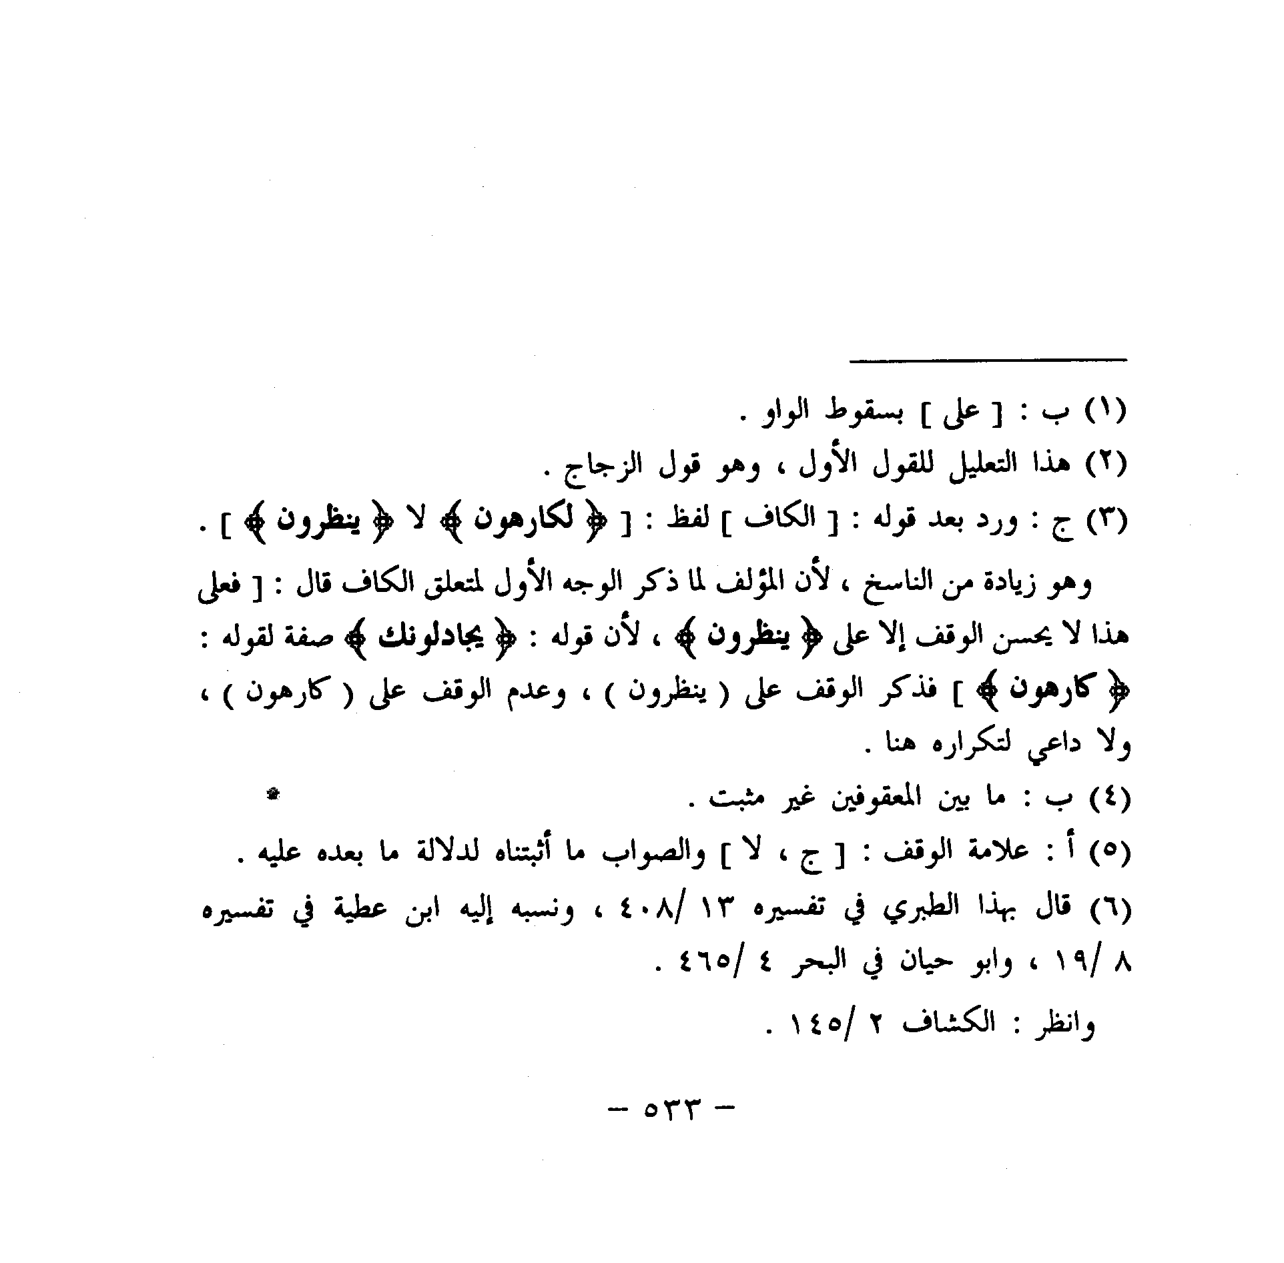 (١) ب : [ على ] بسقوط الواو .
(٢) هذا التعليل للقول الأول ، وهو قول الزجاج .
(٣) ج : ورد بعد قوله : [ الكاف ] لفظ : [ ﴿ لكارهون ﴾ لا ﴿ ينظرون ﴾ ] .
وهو زيادة من الناسخ ، لأن المؤلف لما ذكر الوجه الأول لمتعلق الكاف قال : [ فعلى
هذا لا يحسن الوقف إلا على ﴿ ينظرون ﴾ ، لأن قوله : ﴿ يجادلونك ﴾ صفة لقوله :
﴿ كارهون ﴾ ] فذكر الوقف على ( ينظرون ) ، وعدم الوقف على ( كارهون ) ،
ولا داعي لتكراره هنا .
(٤) ب : ما بين المعقوفين غير مثبت .
(٥) أ : علامة الوقف : [ ج ، لا ] والصواب ما أثبتناه لدلالة ما بعده عليه .
(٦) قال بهذا الطبري في تفسيره ١٣ /٤٠٨ ، ونسبه إليه ابن عطية في تفسيره
٨ /١٩ ، وابو حيان في البحر ٤ /٤٦٥ .
وانظر : الكشاف ٢ /١٤٥ .
– ٥٣٣ –